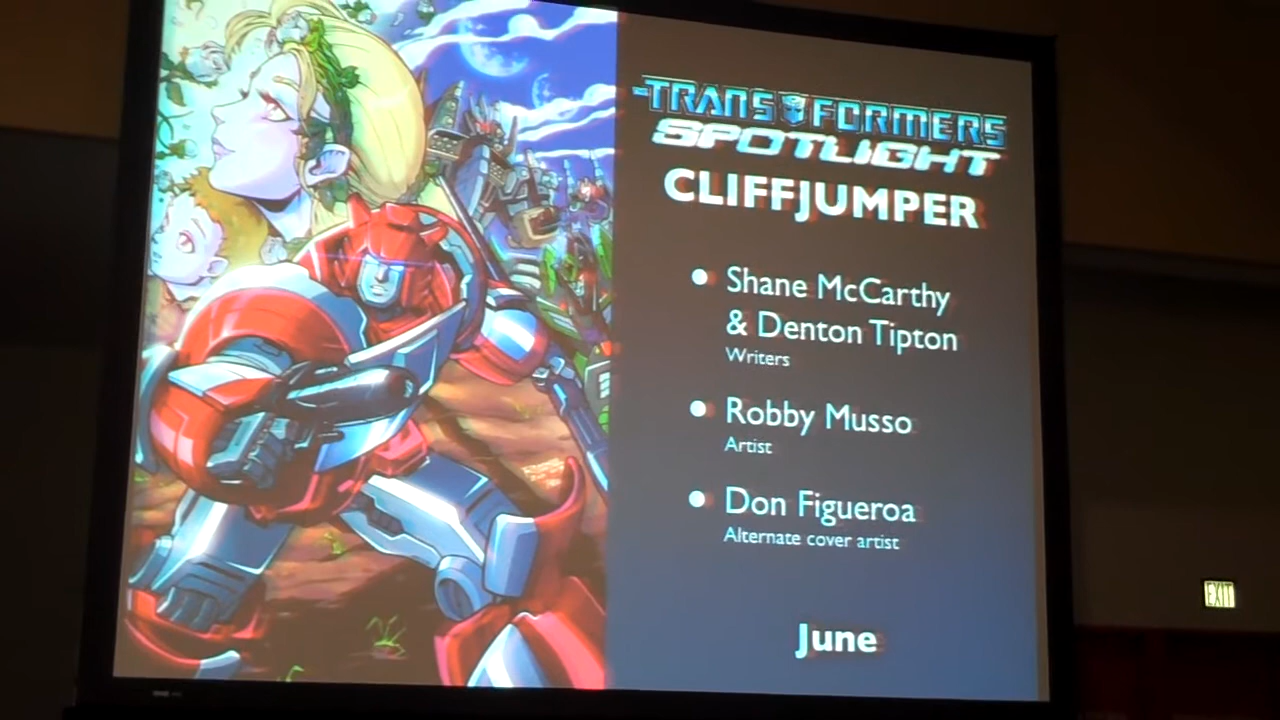 TRANSFORMERS
SPOTLIGHT
CLIFFJUMPER
• Shane McCarthy
& Denton Tipton
Writers
• Robby Musso
Artist
• Don Figueroa
Alternate cover artist
June
EXIT